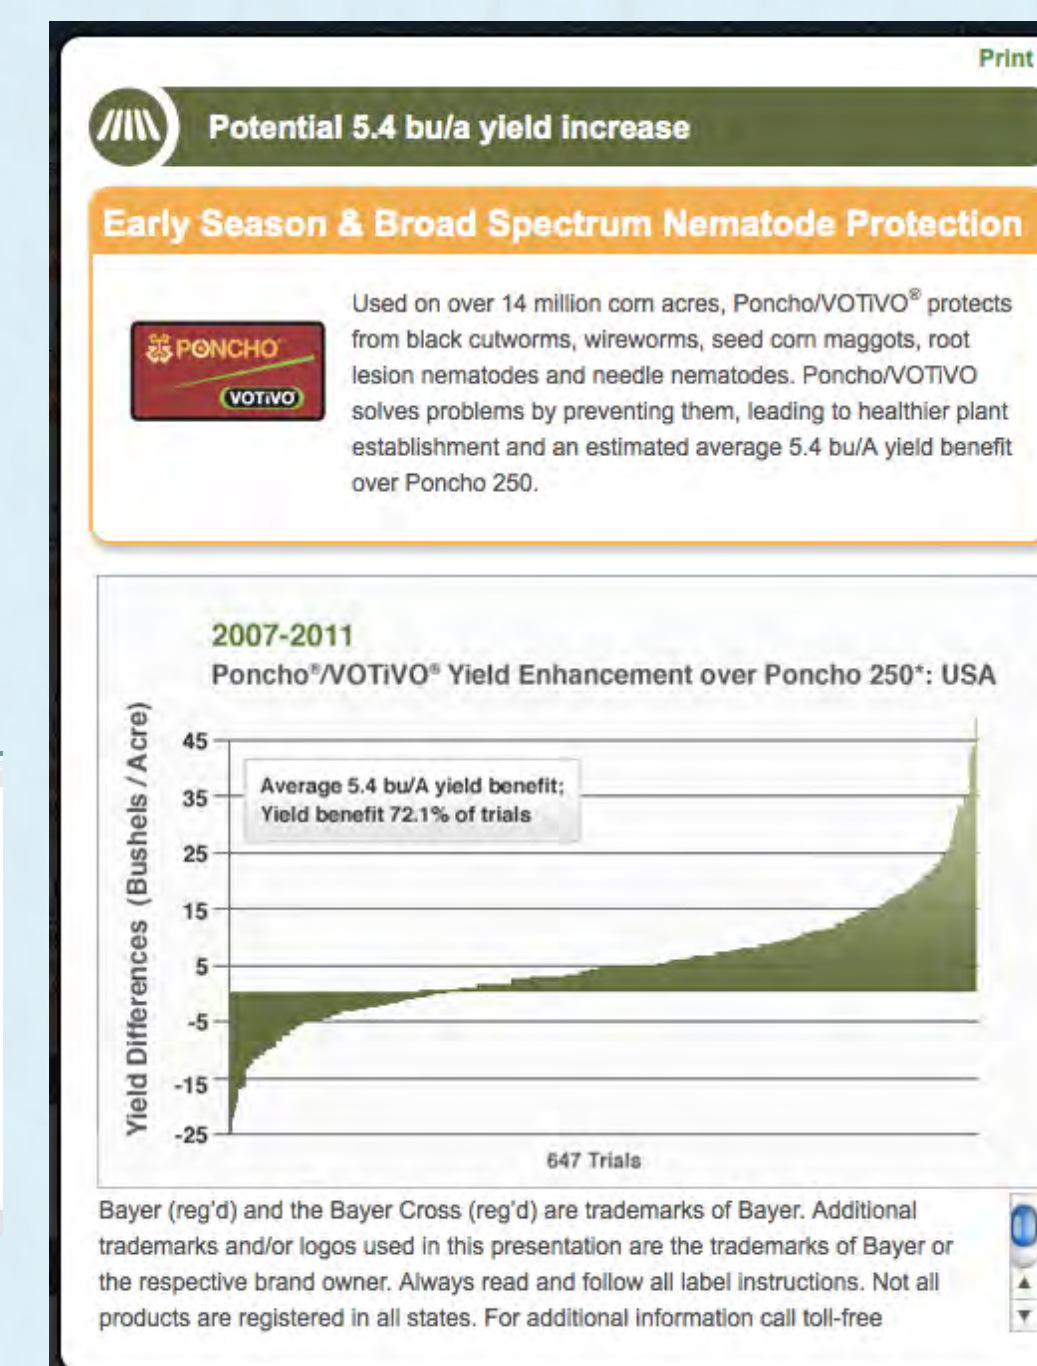 Print
Potential 5.4 bu/a yield increase
Early Season & Broad Spectrum Nematode Protection
PONCHO
VOTiVO
Used on over 14 million corn acres, Poncho/VOTiVO® protects
from black cutworms, wireworms, seed corn maggots, root
lesion nematodes and needle nematodes. Poncho/VOTiVO
solves problems by preventing them, leading to healthier plant
establishment and an estimated average 5.4 bu/A yield benefit
over Poncho 250.
2007-2011
Poncho®/VOTiVO® Yield Enhancement over Poncho 250*: USA
Yield Differences (Bushels / Acre)
45
35
25
15
5
-5
-15
-25
Average 5.4 bu/A yield benefit;
Yield benefit 72.1% of trials
647 Trials
Bayer (reg'd) and the Bayer Cross (reg'd) are trademarks of Bayer. Additional
trademarks and/or logos used in this presentation are the trademarks of Bayer or
the respective brand owner. Always read and follow all label instructions. Not all
products are registered in all states. For additional information call toll-free